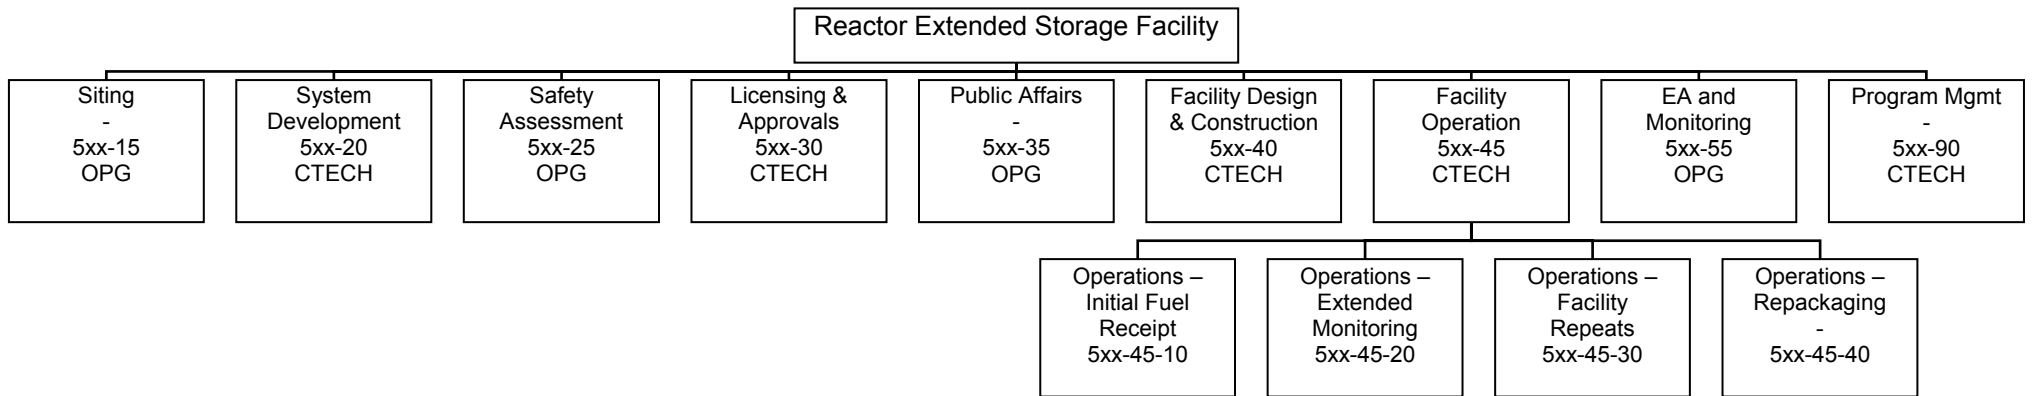 Reactor Extended Storage Facility
Siting
-
5xx-15
OPG
System
Development
5xx-20
CTECH
Safety
Assessment
5xx-25
OPG
Licensing &
Approvals
5xx-30
CTECH
Public Affairs
-
5xx-35
OPG
Facility Design
& Construction
5xx-40
CTECH
Facility
Operation
5xx-45
CTECH
EA and
Monitoring
5xx-55
OPG
Program Mgmt
-
5xx-90
CTECH
Operations –
Initial Fuel
Receipt
5xx-45-10
Operations –
Extended
Monitoring
5xx-45-20
Operations –
Facility
Repeats
5xx-45-30
Operations –
Repackaging
-
5xx-45-40